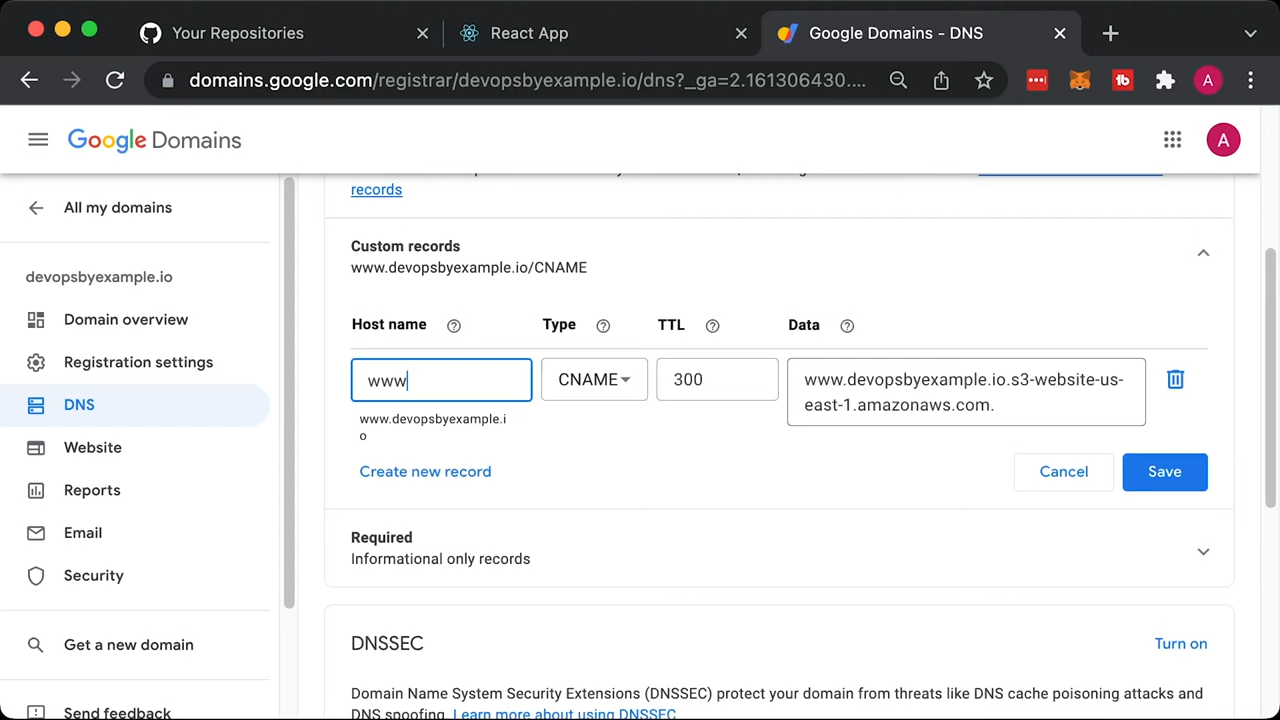 Your Repositories
React App
Google Domains - DNS
domains.google.com/registrar/devopsbyexample.io/dns?_ga=2.161306430....
A
Google Domains
A
records
All my domains
devopsbyexample.io
Domain overview
Registration settings
DNS
Website
Reports
Email
Security
Get a new domain
Send feedback
Custom records
www.devopsbyexample.io/CNAME
Host name
Type
TTL
Data
www
CNAME
300
www.devopsbyexample.io.s3-website-us-
east-1.amazonaws.com.
www.devopsbyexample.i
o
Create new record
Cancel
Save
Required
Informational only records
DNSSEC
Turn on
Domain Name System Security Extensions (DNSSEC) protect your domain from threats like DNS cache poisoning attacks and
DNS spoofing. Learn more about using DNSSEC